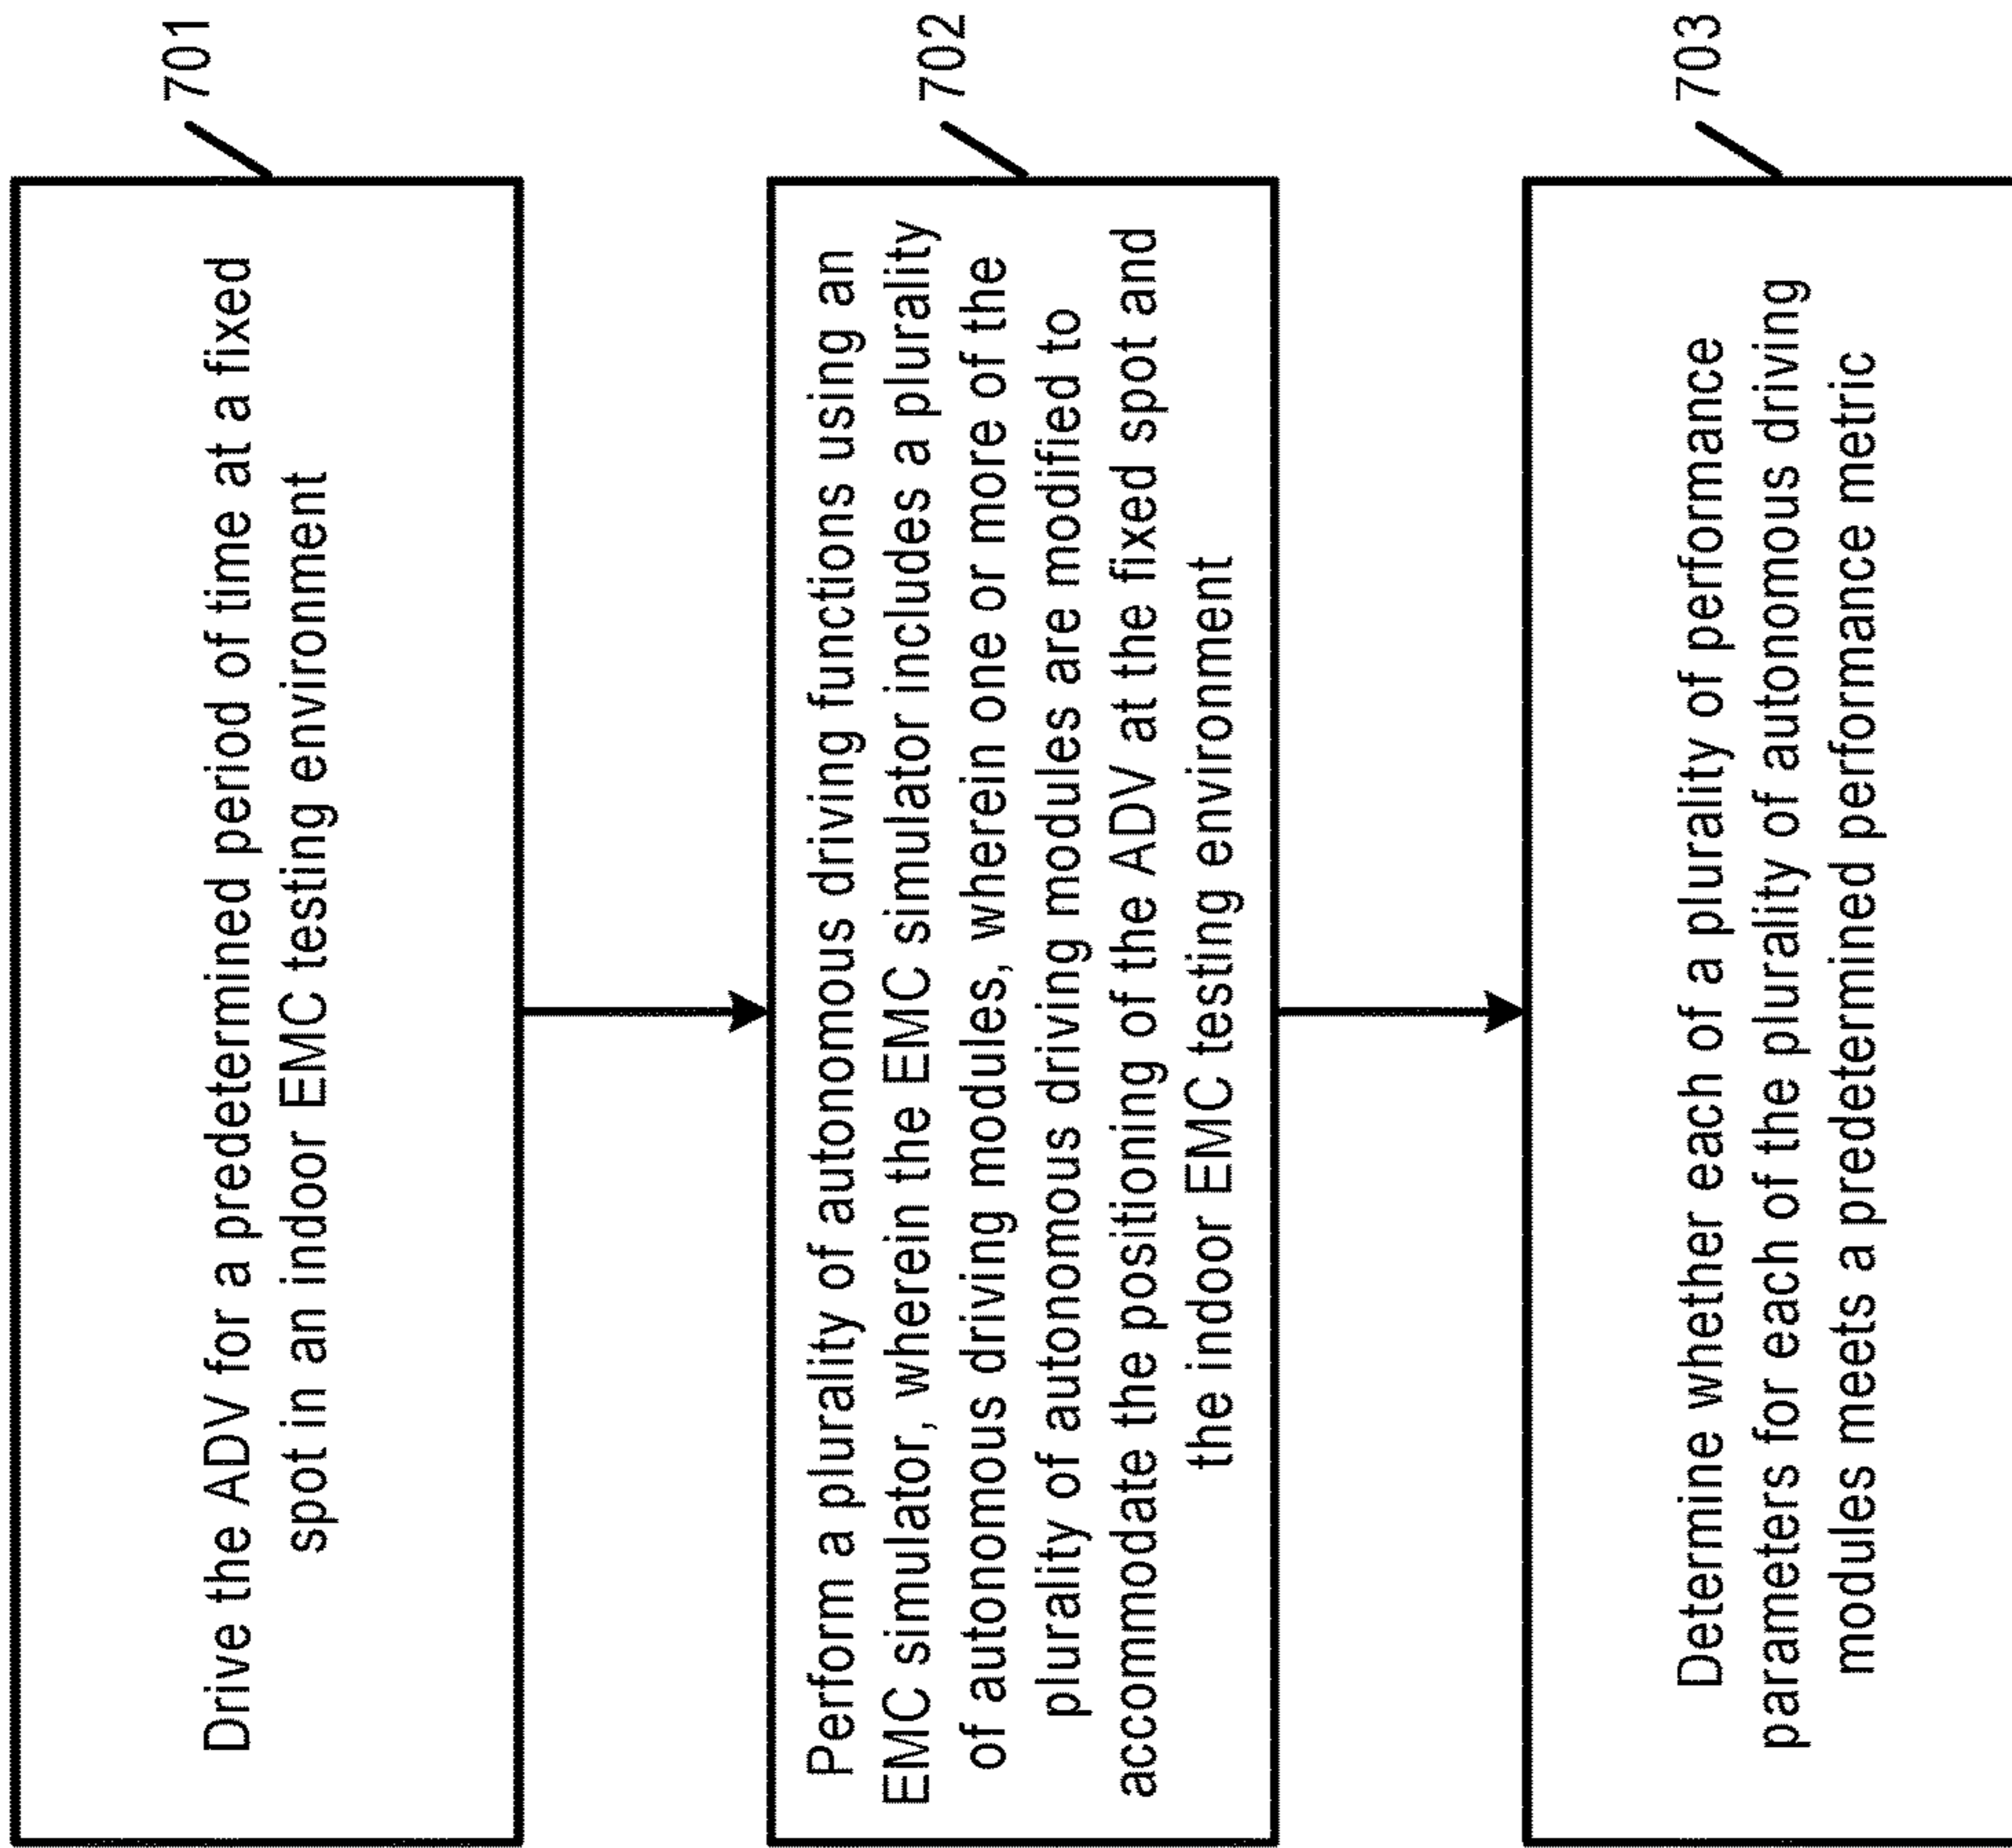 701
Drive the ADV for a predetermined period of time at a fixed
spot in an indoor EMC testing environment
702
Perform a plurality of autonomous driving functions using an
EMC simulator, wherein the EMC simulator includes a plurality
of autonomous driving modules, wherein one or more of the
plurality of autonomous driving modules are modified to
accommodate the positioning of the ADV at the fixed spot and
the indoor EMC testing environment
703
Determine whether each of a plurality of performance
parameters for each of the plurality of autonomous driving
modules meets a predetermined performance metric